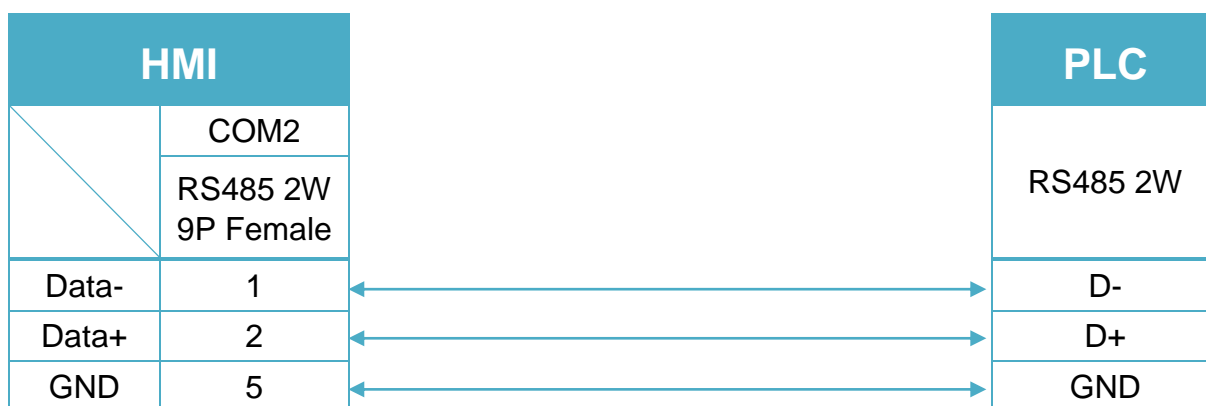 HMI PLC
COM2
RS485 2W
9P Female
RS485 2W
Data- 1 D-
Data+ 2 D+
GND 5 GND